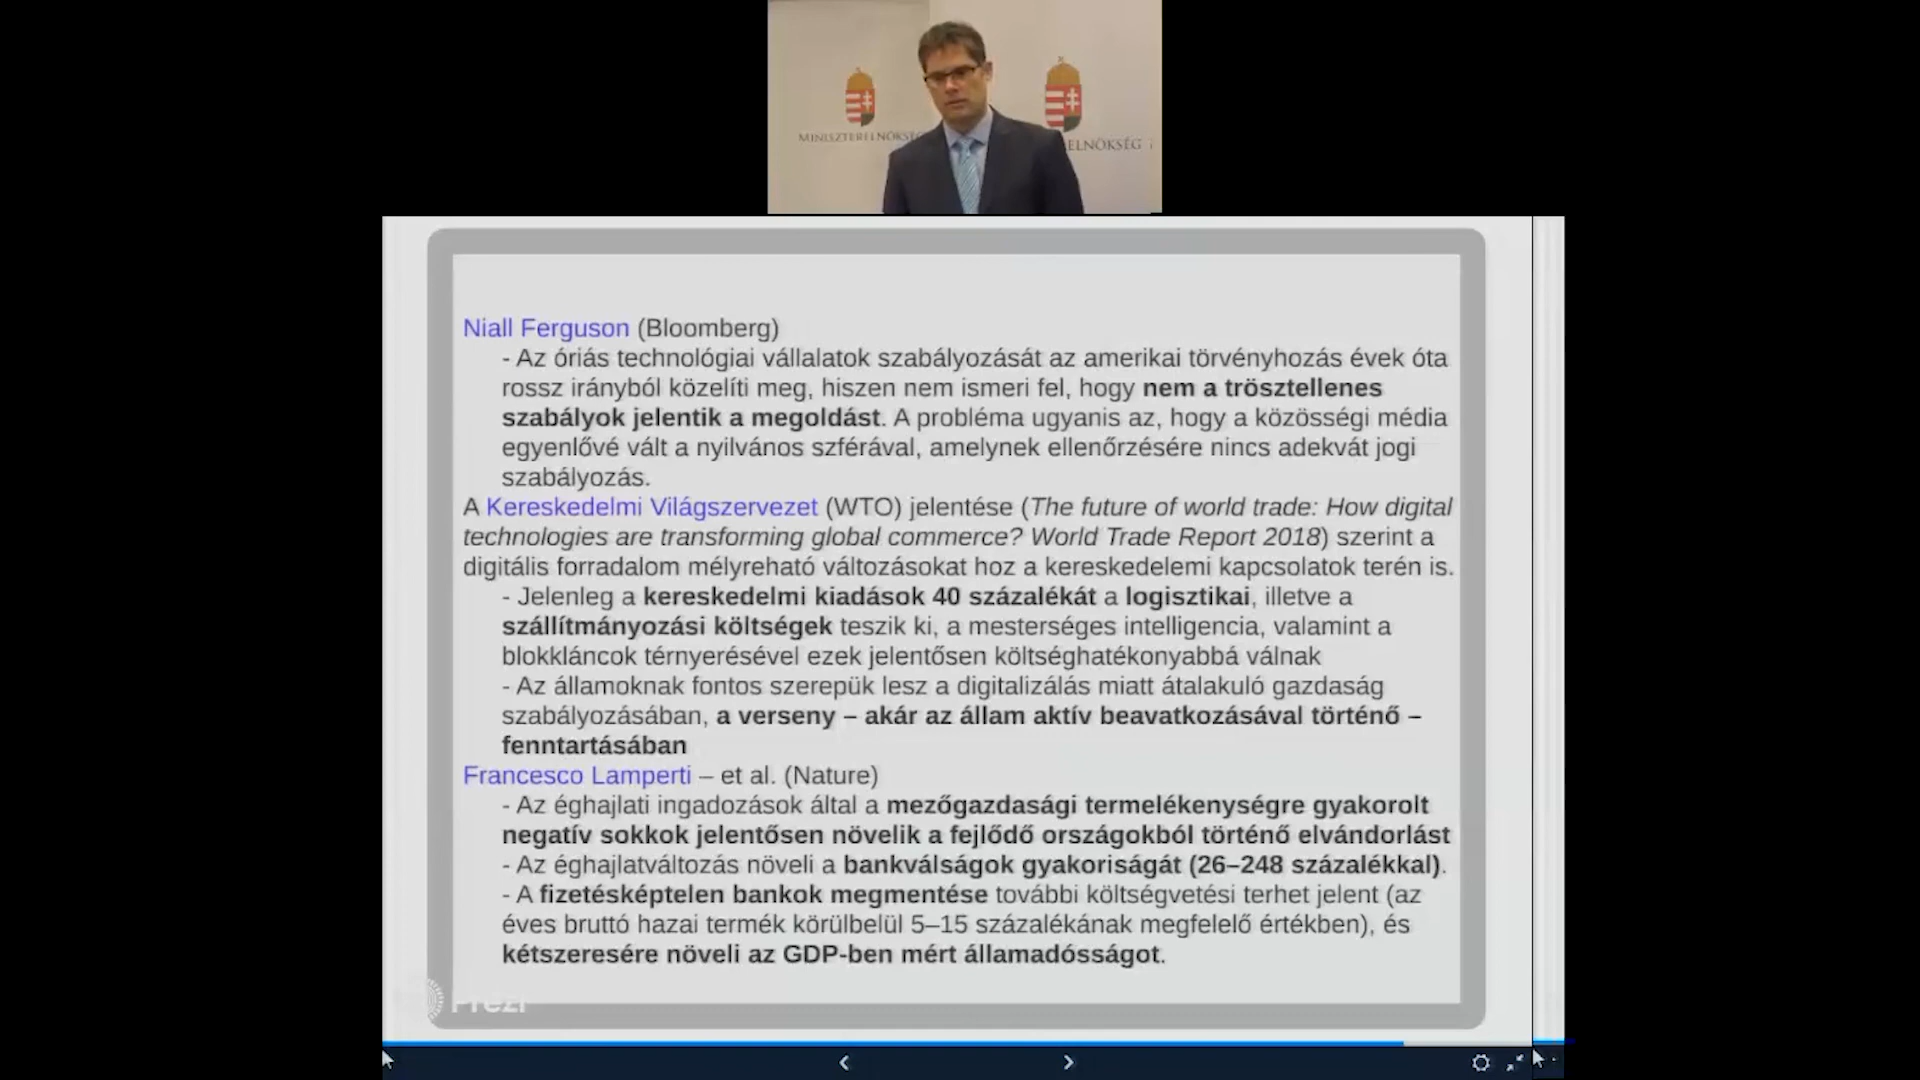 MINISZTERELNÖKSÉG
ELNÖKSÉG
Niall Ferguson (Bloomberg)
- Az óriás technológiai vállalatok szabályozását az amerikai törvényhozás évek óta
rossz irányból közelíti meg, hiszen nem ismeri fel, hogy nem a trösztellenes
szabályok jelentik a megoldást. A probléma ugyanis az, hogy a közösségi média
egyenlővé vált a nyilvános szférával, amelynek ellenőrzésére nincs adekvát jogi
szabályozás.
A Kereskedelmi Világszervezet (WTO) jelentése (The future of world trade: How digital
technologies are transforming global commerce? World Trade Report 2018) szerint a
digitális forradalom mélyreható változásokat hoz a kereskedelemi kapcsolatok terén is.
- Jelenleg a kereskedelmi kiadások 40 százalékát a logisztikai, illetve a
szállítmányozási költségek teszik ki, a mesterséges intelligencia, valamint a
blokkláncok térnyerésével ezek jelentősen költséghatékonyabbá válnak
- Az államoknak fontos szerepük lesz a digitalizálás miatt átalakuló gazdaság
szabályozásában, a verseny – akár az állam aktív beavatkozásával történő –
fenntartásában
Francesco Lamperti – et al. (Nature)
- Az éghajlati ingadozások által a mezőgazdasági termelékenységre gyakorolt
negatív sokkok jelentősen növelik a fejlődő országokból történő elvándorlást
- Az éghajlatváltozás növeli a bankválságok gyakoriságát (26–248 százalékkal).
- A fizetésképtelen bankok megmentése további költségvetési terhet jelent (az
éves bruttó hazai termék körülbelül 5–15 százalékának megfelelő értékben), és
kétszeresére növeli az GDP-ben mért államadósságot.
Prezi